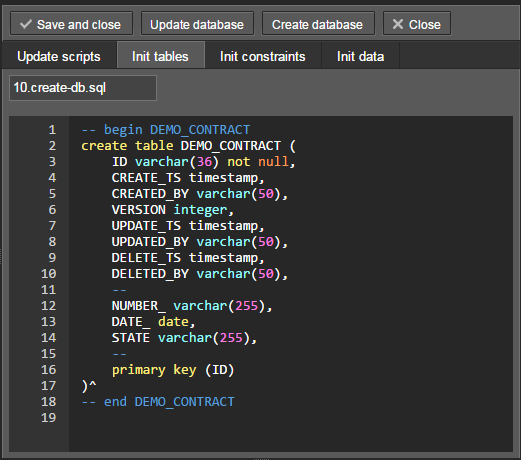 Save and close Update database Create database Close
Update scripts Init tables Init constraints Init data
10.create-db.sql
1 -- begin DEMO_CONTRACT
2 create table DEMO_CONTRACT (
3 ID varchar(36) not null,
4 CREATE_TS timestamp,
5 CREATED_BY varchar(50),
6 VERSION integer,
7 UPDATE_TS timestamp,
8 UPDATED_BY varchar(50),
9 DELETE_TS timestamp,
10 DELETED_BY varchar(50),
11 --
12 NUMBER_ varchar(255),
13 DATE_ date,
14 STATE varchar(255),
15 --
16 primary key (ID)
17 )^
18 -- end DEMO_CONTRACT
19